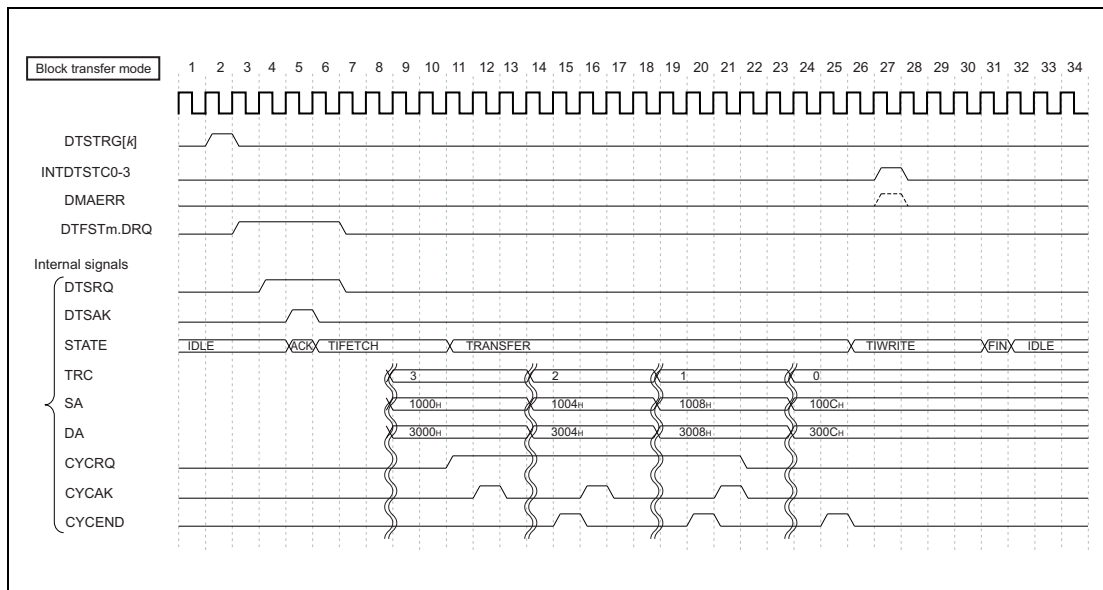 Block transfer mode 1 2 3 4 5 6 7 8 9 10 11 12 13 14 15 16 17 18 19 20 21 22 23 24 25 26 27 28 29 30 31 32 33 34
DTSTRG[k]
INTDTSTC0-3
DMAERR
DTFSTm.DRQ
Internal signals
DTSRQ
DTSAK
STATE IDLE ACK TIFETCH TRANSFER TIWRITE FIN IDLE
TRC 3 2 1 0
SA 1000H 1004H 1008H 100CH
DA 3000H 3004H 3008H 300CH
CYCRQ
CYCAK
CYCEND